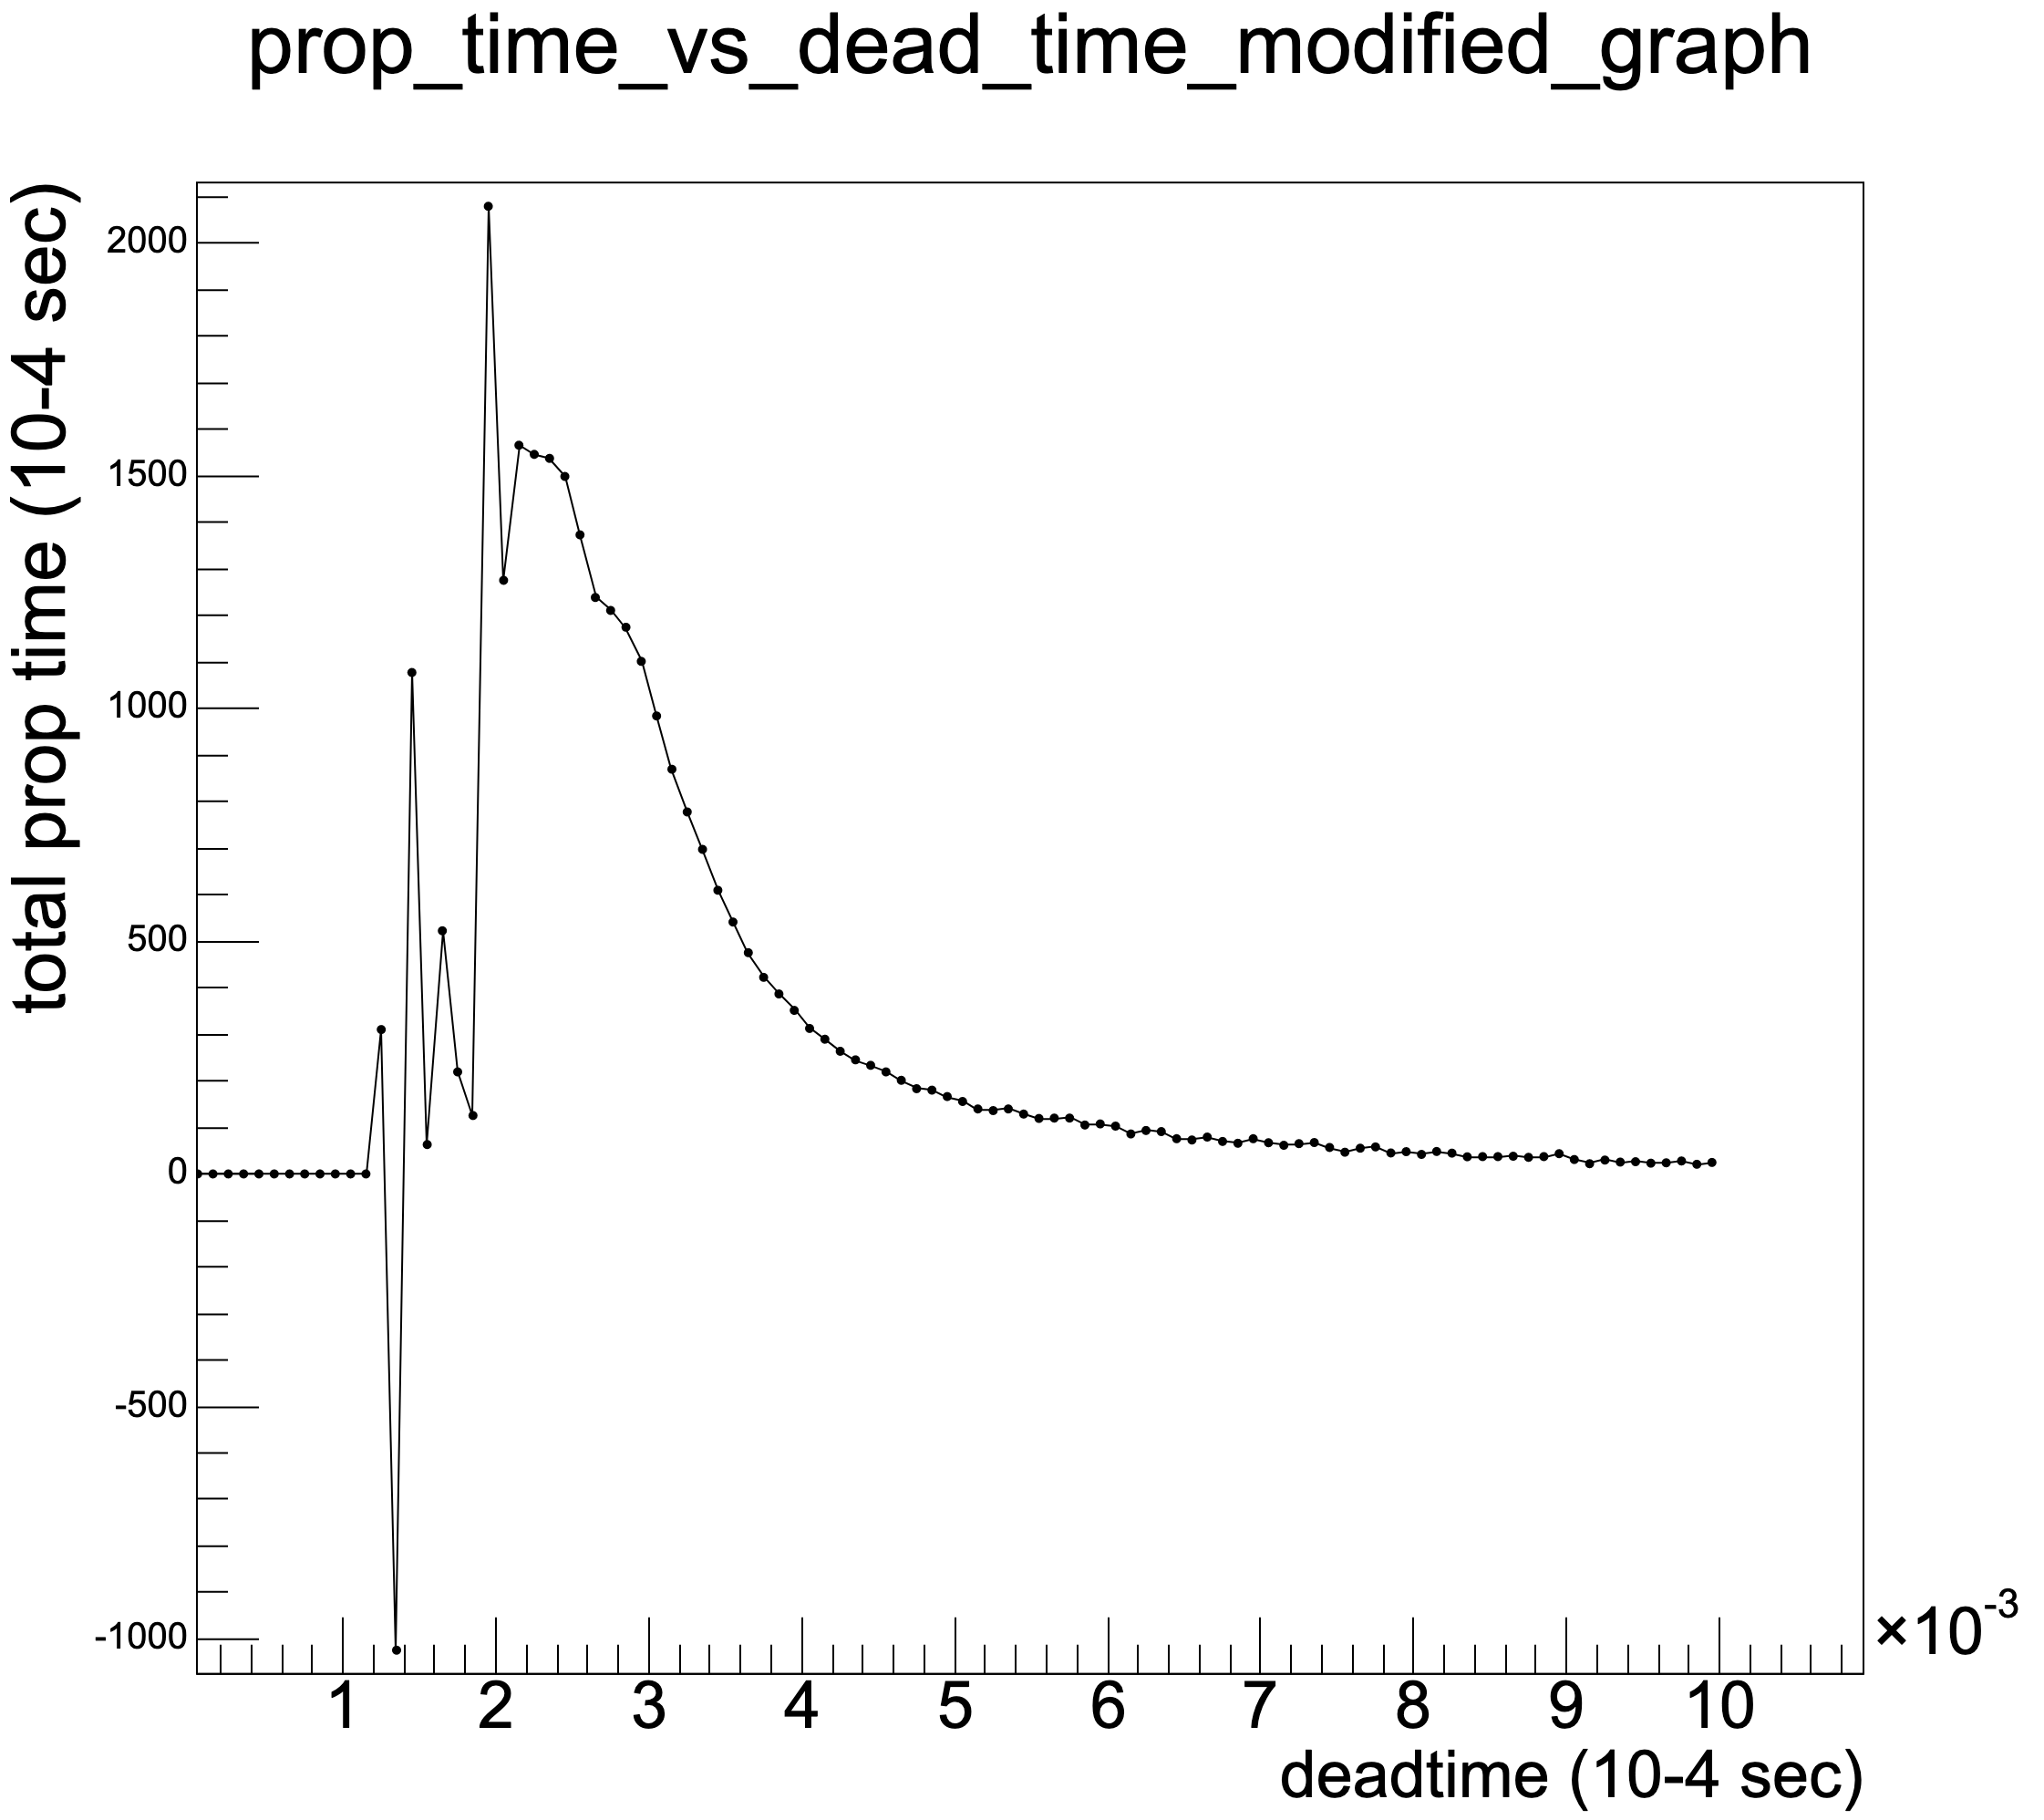 prop_time_vs_dead_time_modified_graph
total prop time (10-4 sec)
2000
1500
1000
500
0
-500
-1000
1 2 3 4 5 6 7 8 9 10
×10-3
deadtime (10-4 sec)